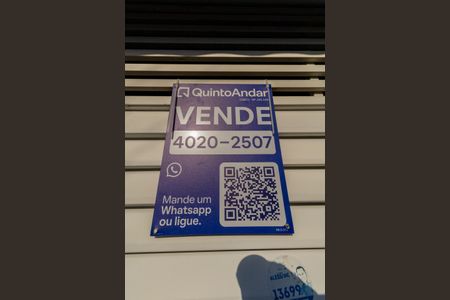 QuintoAndar
VENDE
4020-2507
Mande um
Whatsapp
ou ligue.
13699